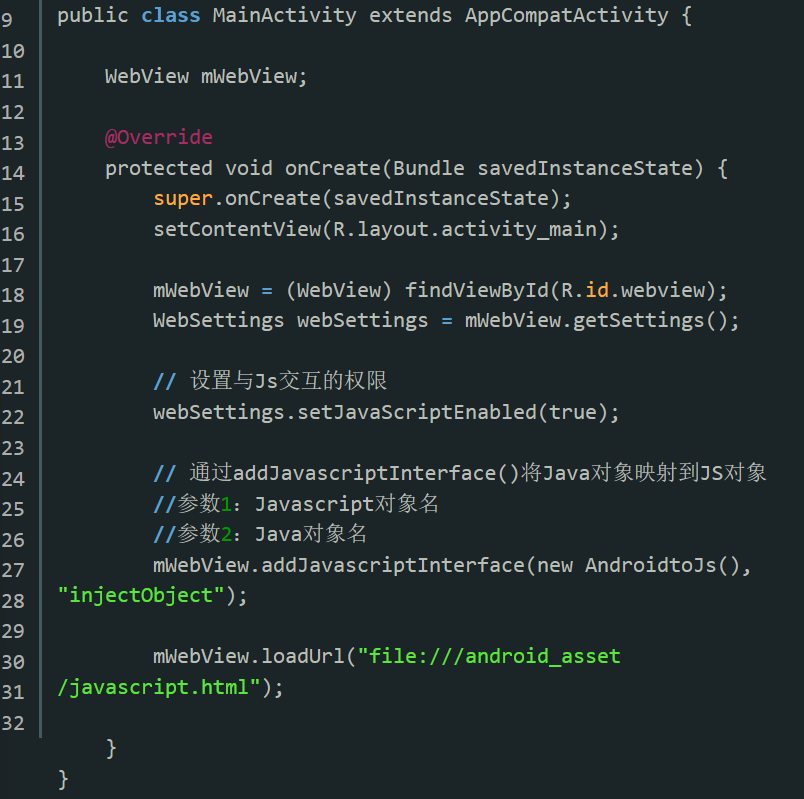 9 public class MainActivity extends AppCompatActivity {
10
11 WebView mWebView;
12
13 @Override
14 protected void onCreate(Bundle savedInstanceState) {
15 super.onCreate(savedInstanceState);
16 setContentView(R.layout.activity_main);
17
18 mWebView = (WebView) findViewById(R.id.webview);
19 WebSettings webSettings = mWebView.getSettings();
20
21 // 设置与Js交互的权限
22 webSettings.setJavaScriptEnabled(true);
23
24 // 通过addJavascriptInterface()将Java对象映射到JS对象
25 //参数1：Javascript对象名
26 //参数2：Java对象名
27 mWebView.addJavascriptInterface(new AndroidtoJs(),
28 "injectObject");
29
30 mWebView.loadUrl("file:///android_asset
31 /javascript.html");
32
}
}